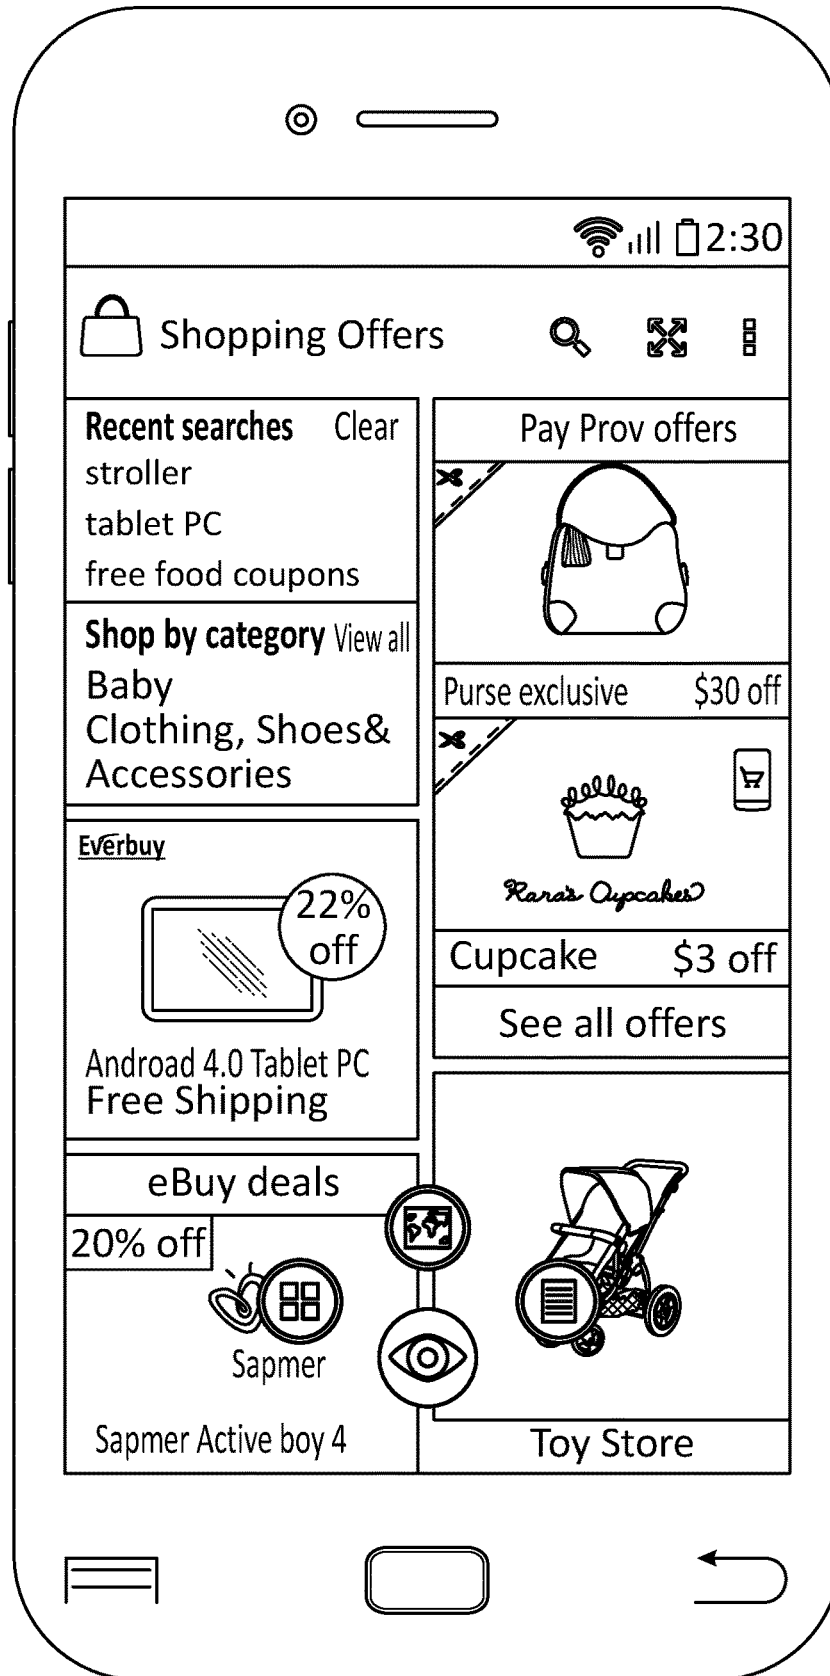 2:30
Shopping Offers
Recent searches Clear
stroller
tablet PC
free food coupons
Shop by category View all
Baby
Clothing, Shoes&
Accessories
Everbuy
22%
off
Androad 4.0 Tablet PC
Free Shipping
eBuy deals
20% off
Sapmer
Sapmer Active boy 4
Pay Prov offers
Purse exclusive $30 off
Rara's Cupcakes
Cupcake $3 off
See all offers
Toy Store